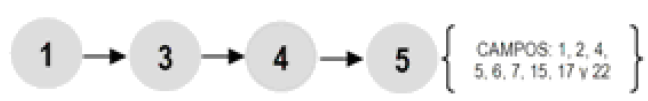 1 3 4 5
CAMPOS: 1, 2, 4,
5, 6, 7, 15, 17 y 22